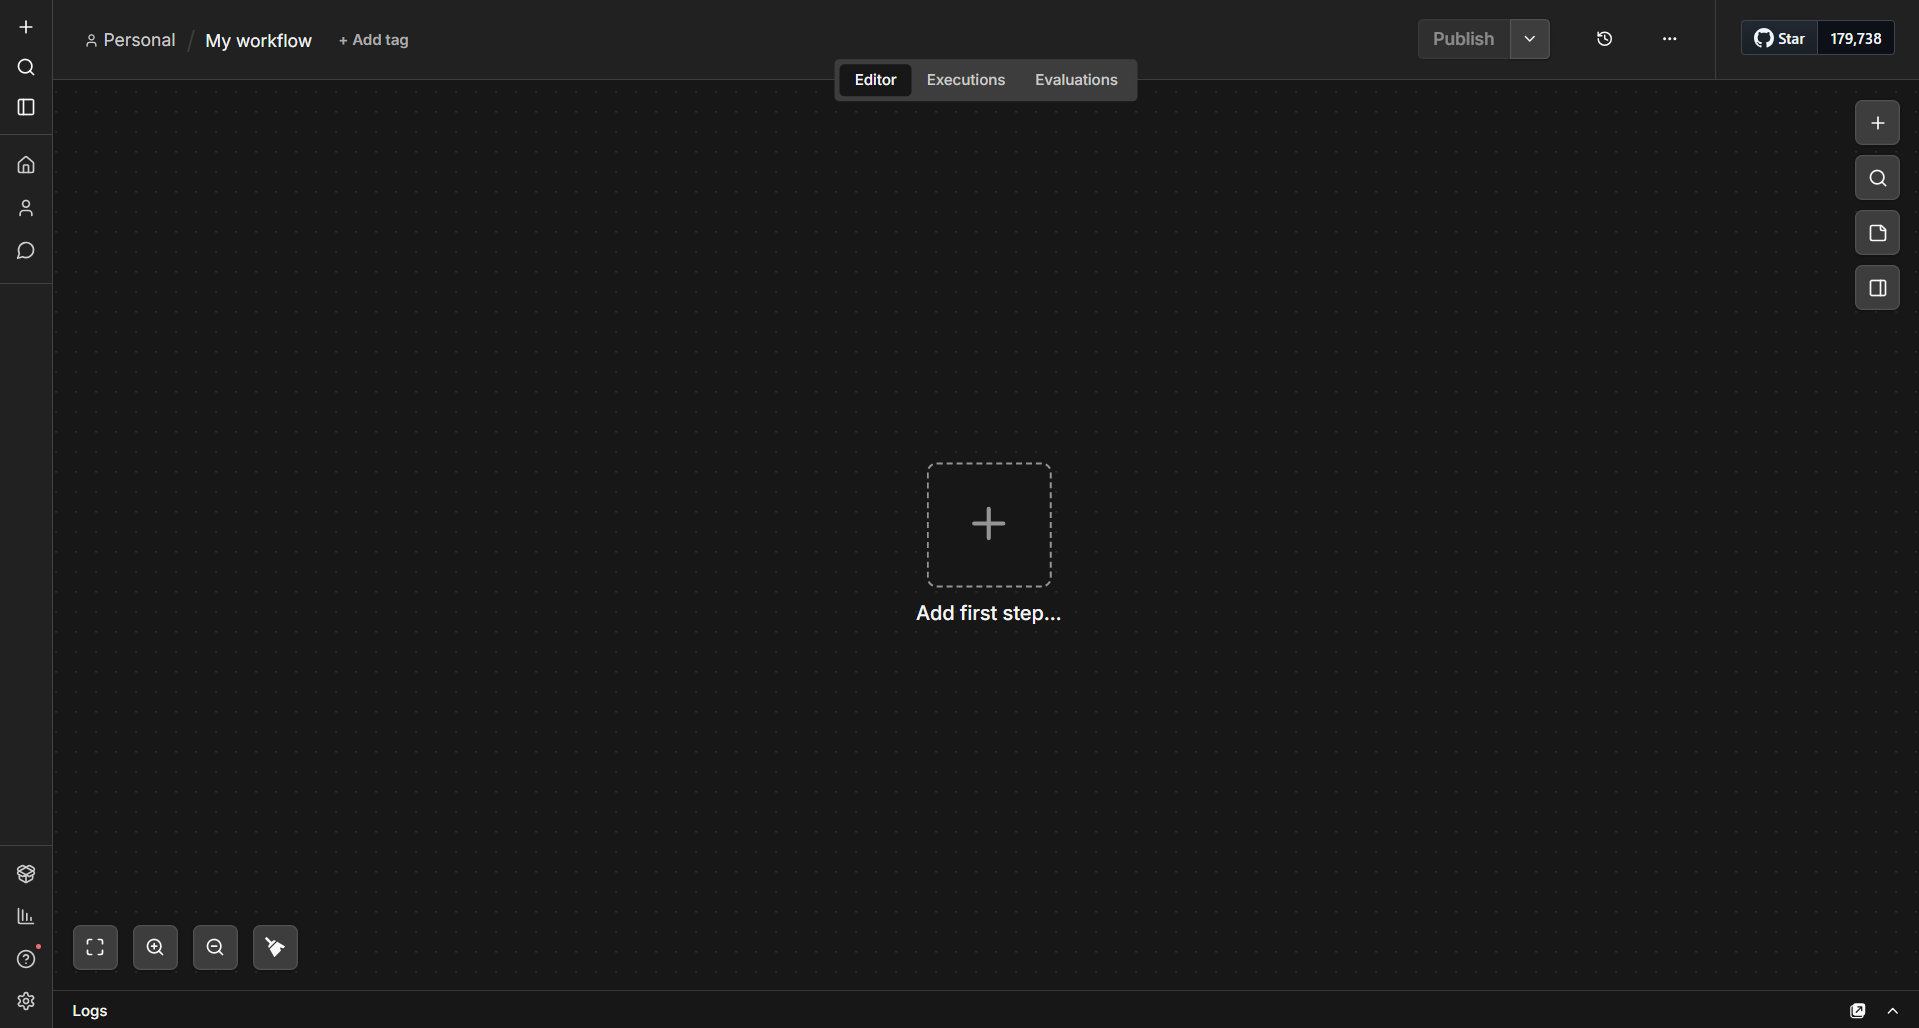 Personal / My workflow + Add tag
Publish
Star 179,738
Editor Executions Evaluations
Add first step...
Logs